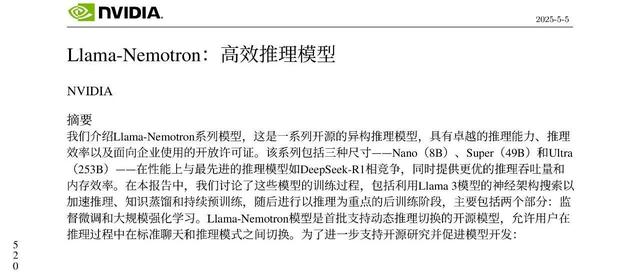 NVIDIA
2025-5-5
Llama-Nemotron：高效推理模型
NVIDIA
摘要
我们介绍Llama-Nemotron系列模型，这是一系列开源的异构推理模型，具有卓越的推理能力、推理
效率以及面向企业使用的开放许可证。该系列包括三种尺寸——Nano（8B）、Super（49B）和Ultra
（253B）——在性能上与最先进的推理模型如DeepSeek-R1相竞争，同时提供更优的推理吞吐量和
内存效率。在本报告中，我们讨论了这些模型的训练过程，包括利用Llama 3模型的神经架构搜索以
加速推理、知识蒸馏和持续预训练，随后进行以推理为重点的后训练阶段，主要包含两个部分：监
督微调和大规模强化学习。Llama-Nemotron模型是首批支持动态推理切换的开源模型，允许用户在
推理过程中在标准聊天和推理模式之间切换。为了进一步支持开源研究并促进模型开发：
5
2
0